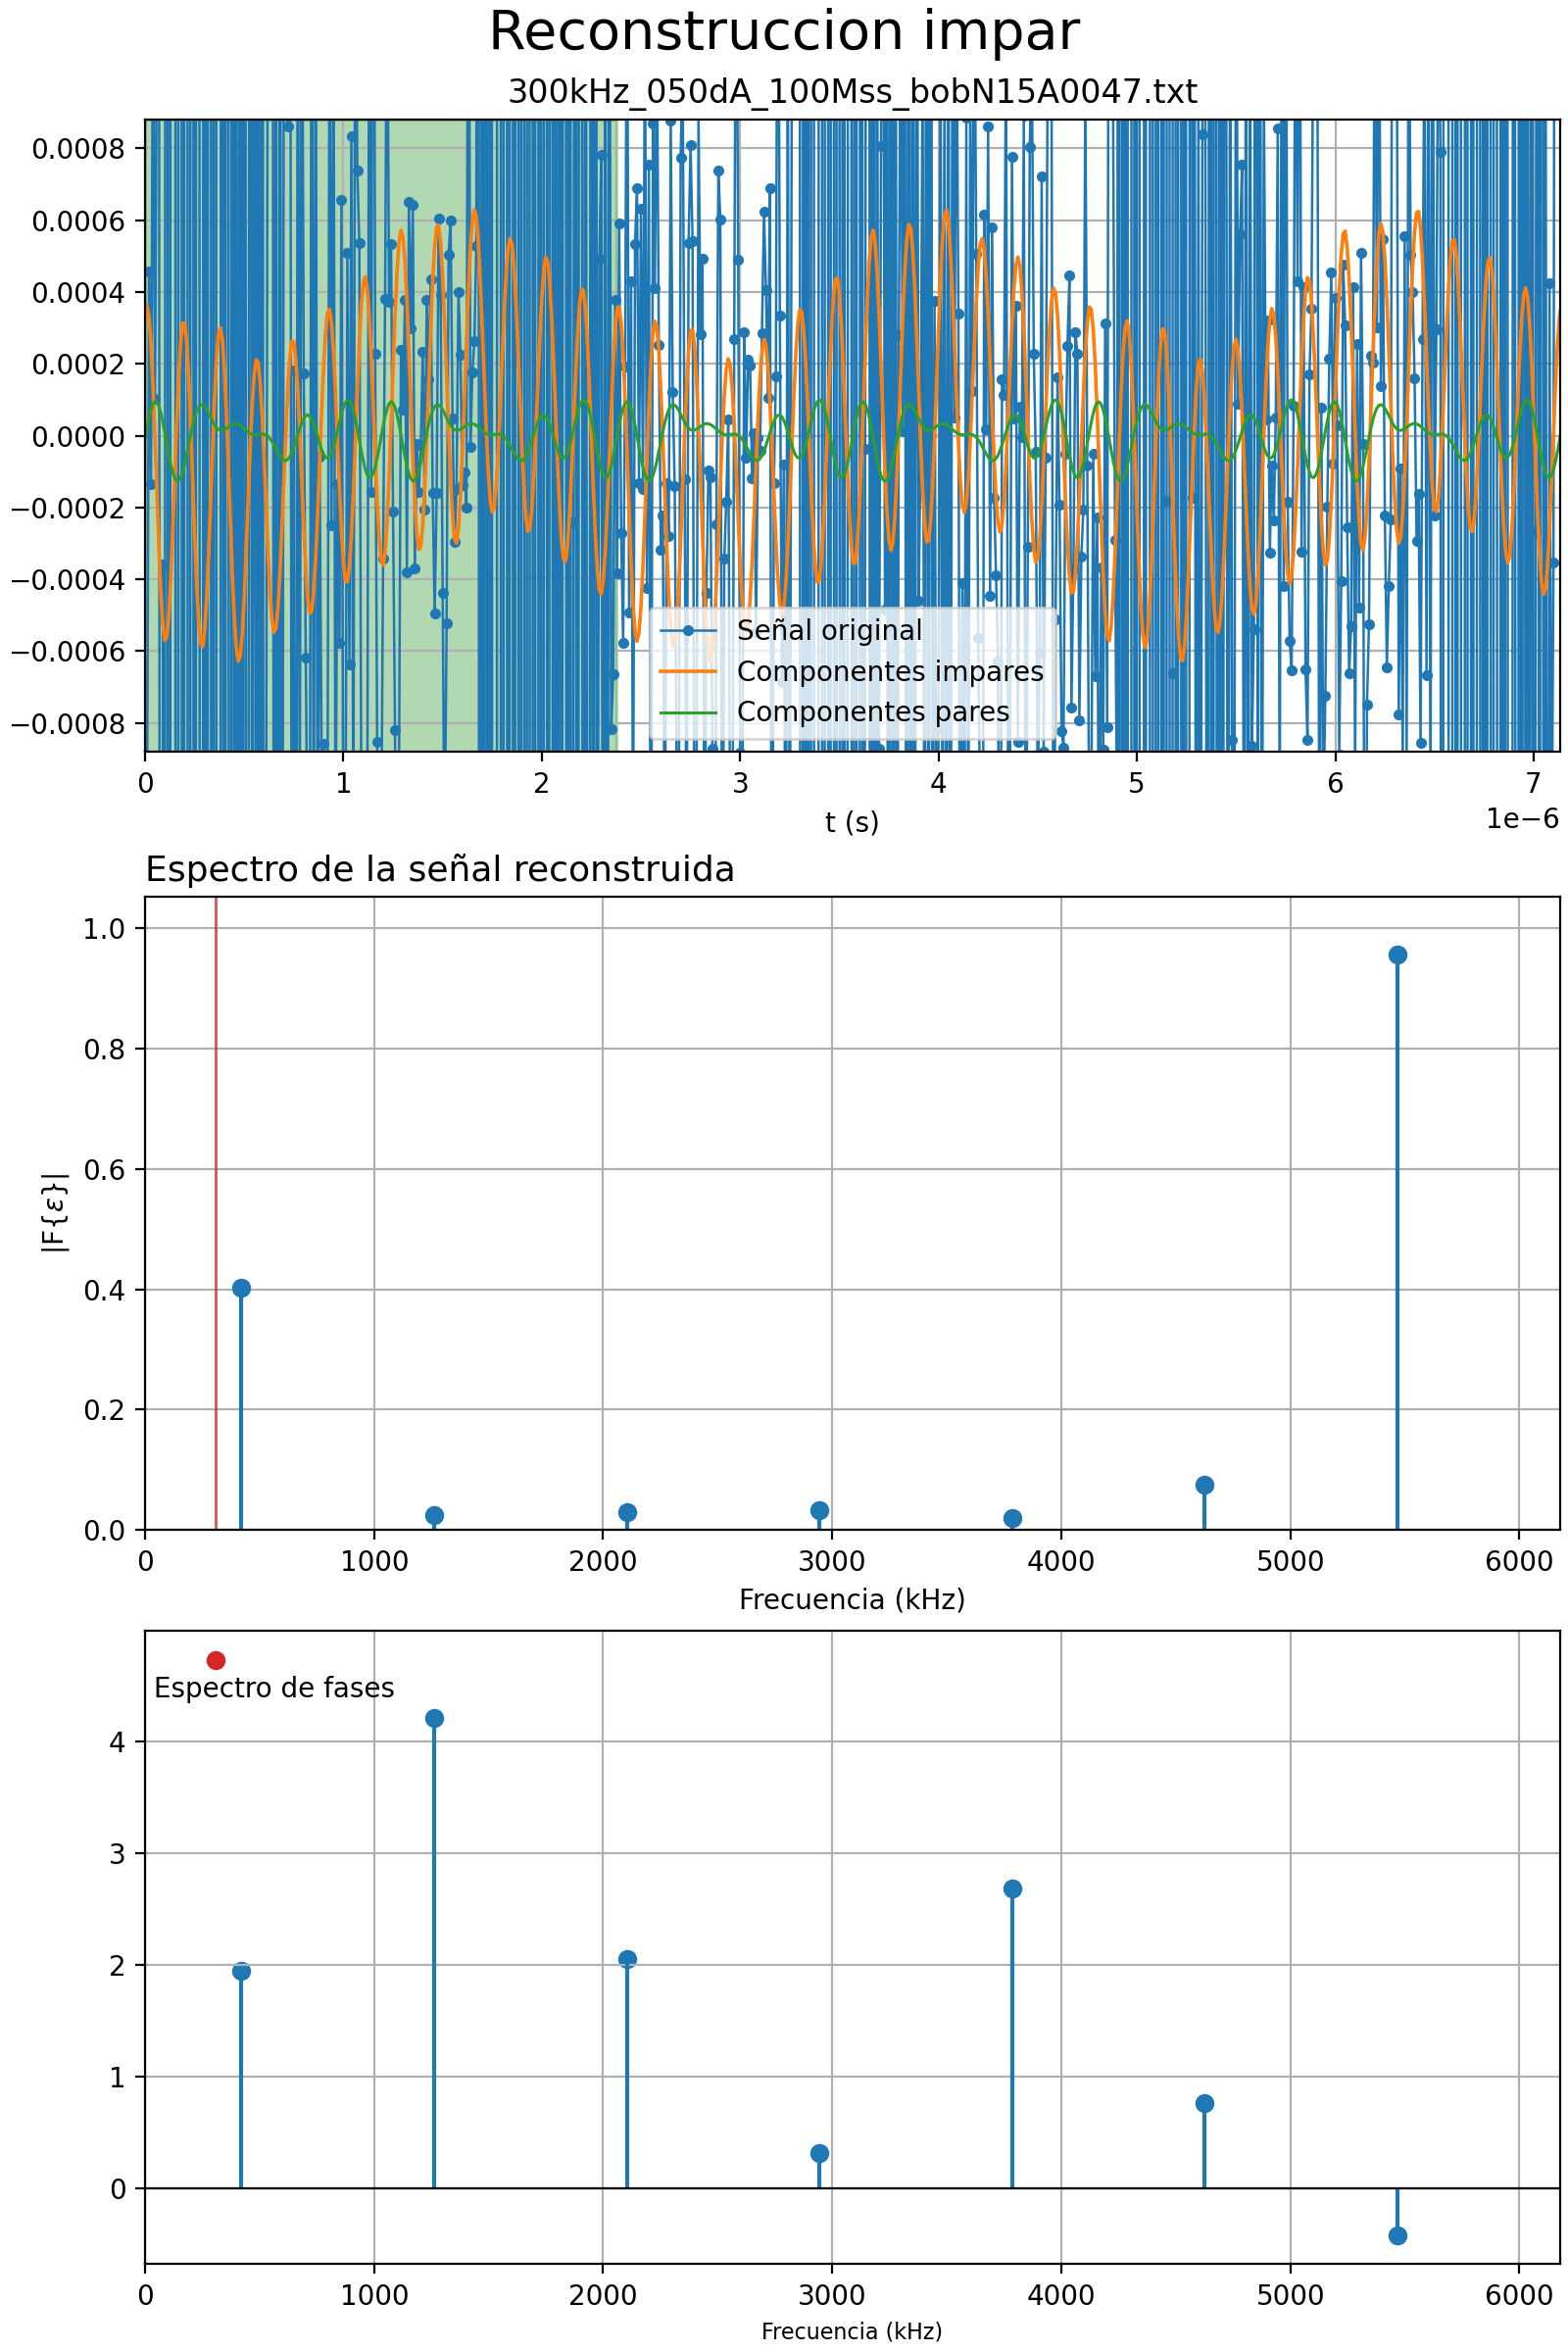 Reconstruccion impar
300kHz_050dA_100Mss_bobN15A0047.txt
0.0008
0.0006
0.0004
0.0002
0.0000
−0.0002
−0.0004
−0.0006
−0.0008
Señal original
Componentes impares
Componentes pares
0 1 2 3 4 5 6 7
1e−6
t (s)
Espectro de la señal reconstruida
1.0
0.8
0.6
0.4
0.2
0.0
|F{ε}|
0 1000 2000 3000 4000 5000 6000
Frecuencia (kHz)
Espectro de fases
4
3
2
1
0
0 1000 2000 3000 4000 5000 6000
Frecuencia (kHz)